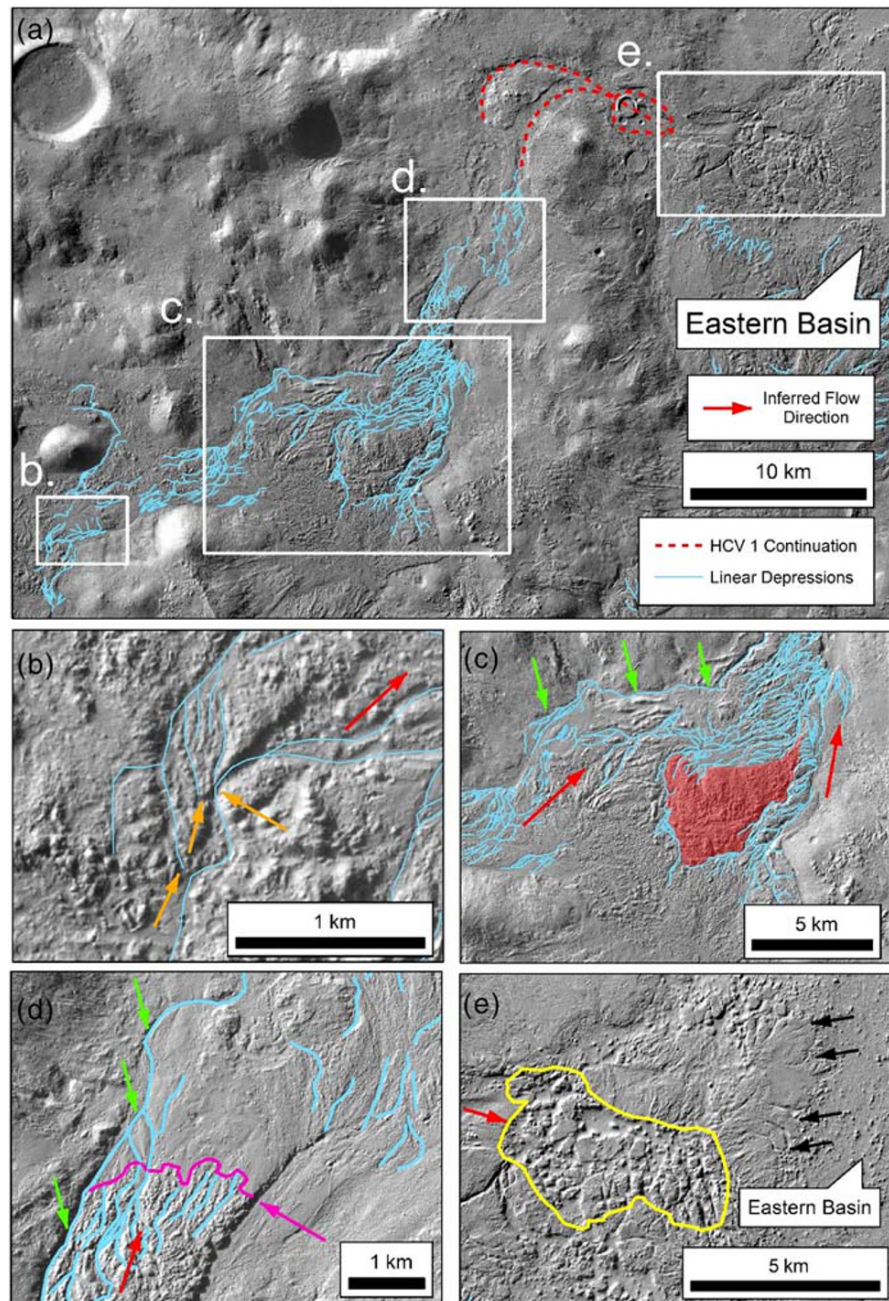 (a)
e.
d.
c.
Eastern Basin
Inferred Flow
Direction
b.
10 km
HCV 1 Continuation
Linear Depressions
(b)
1 km
(c)
5 km
(d)
1 km
(e)
Eastern Basin
5 km